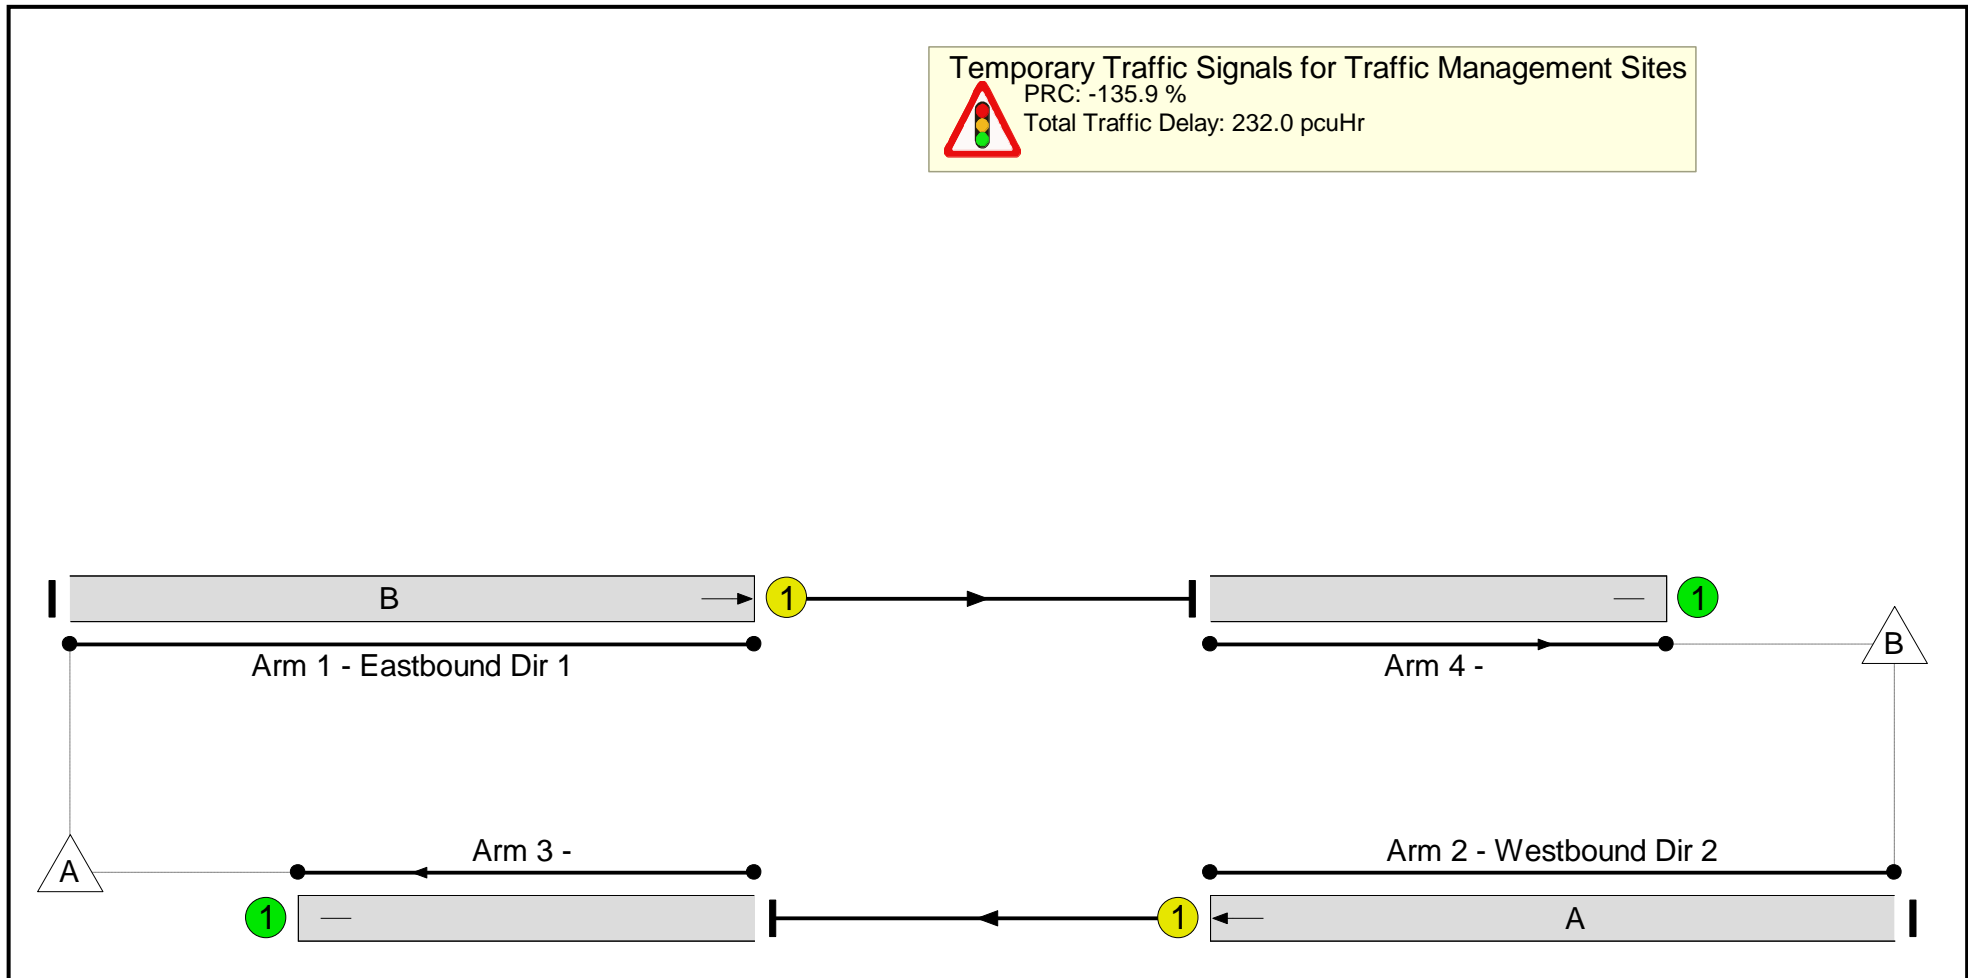 Temporary Traffic Signals for Traffic Management Sites
PRC: -135.9 %
Total Traffic Delay: 232.0 pcuHr
B
1
1
Arm 1 - Eastbound Dir 1
Arm 4 -
B
Arm 3 -
Arm 2 - Westbound Dir 2
A
1
1
A